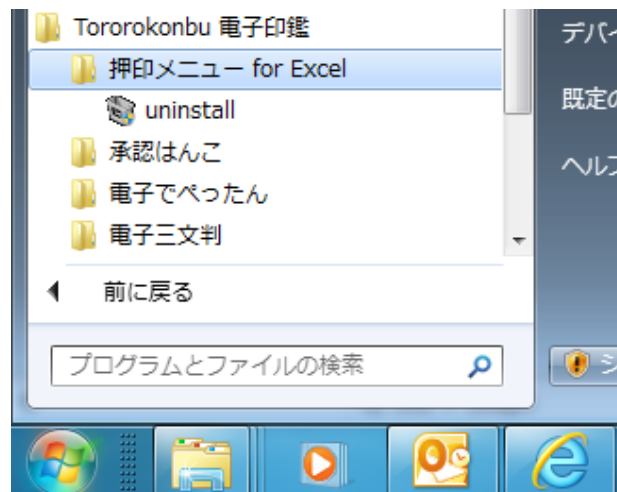 Tororokonbu 電子印鑑
押印メニュー for Excel
uninstall
承認はんこ
電子でぺったん
電子三文判
前に戻る
プログラムとファイルの検索
デバイ
既定の
ヘルプ
シ